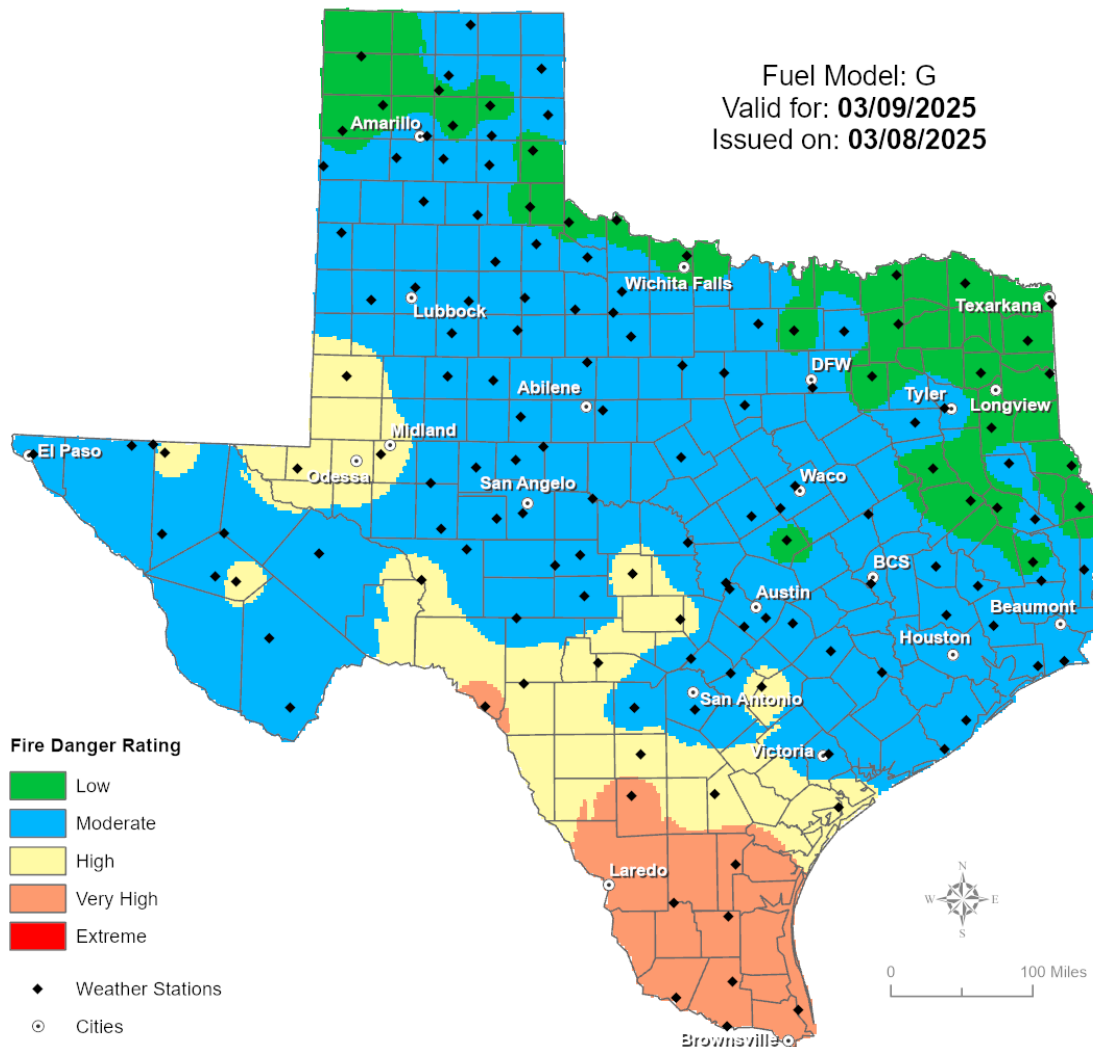 Fuel Model: G
Valid for: 03/09/2025
Issued on: 03/08/2025
Amarillo
Wichita Falls
Lubbock
Texarkana
DFW
Abilene
Tyler
Longview
Midland
El Paso
Odessa
San Angelo
Waco
BCS
Austin
Beaumont
Houston
San Antonio
Victoria
Laredo
Brownsville
Fire Danger Rating
Low
Moderate
High
Very High
Extreme
Weather Stations
Cities
N
W E
S
0 100 Miles